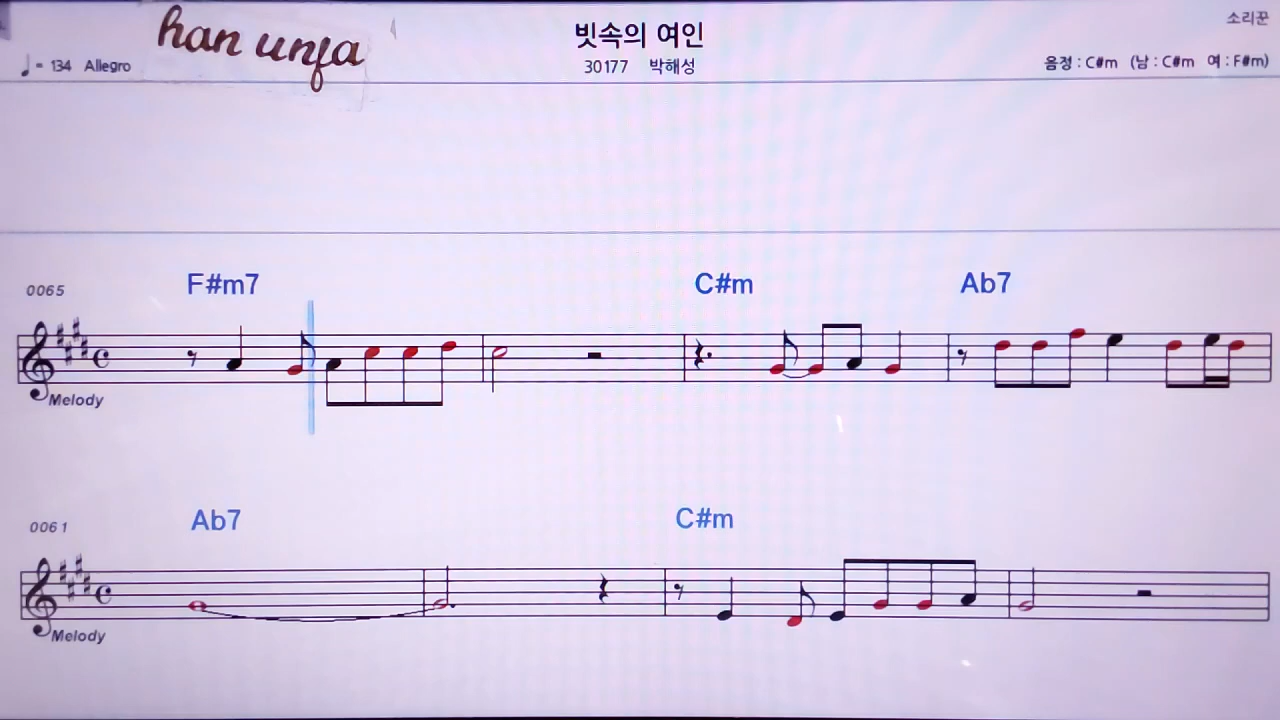 han unja
빗속의 여인
소리꾼
♩ = 134 Allegro
30177 박해성
음정 : C#m (남 : C#m 여 : F#m)
F#m7 C#m Ab7
0065
Melody
Ab7 C#m
0061
Melody